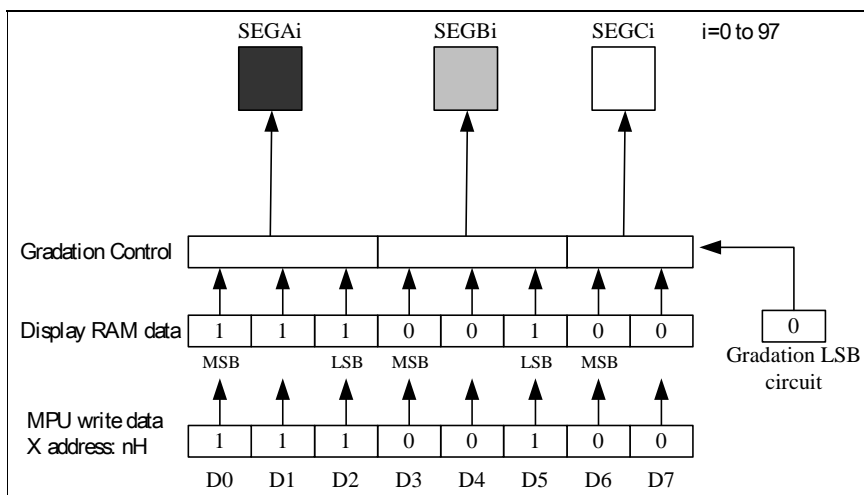 SEGAi SEGBi SEGCi i=0 to 97
Gradation Control
Display RAM data 1 1 1 0 0 1 0 0 0
MSB LSB MSB LSB MSB Gradation LSB
circuit
MPU write data
X address: nH 1 1 1 0 0 1 0 0
D0 D1 D2 D3 D4 D5 D6 D7